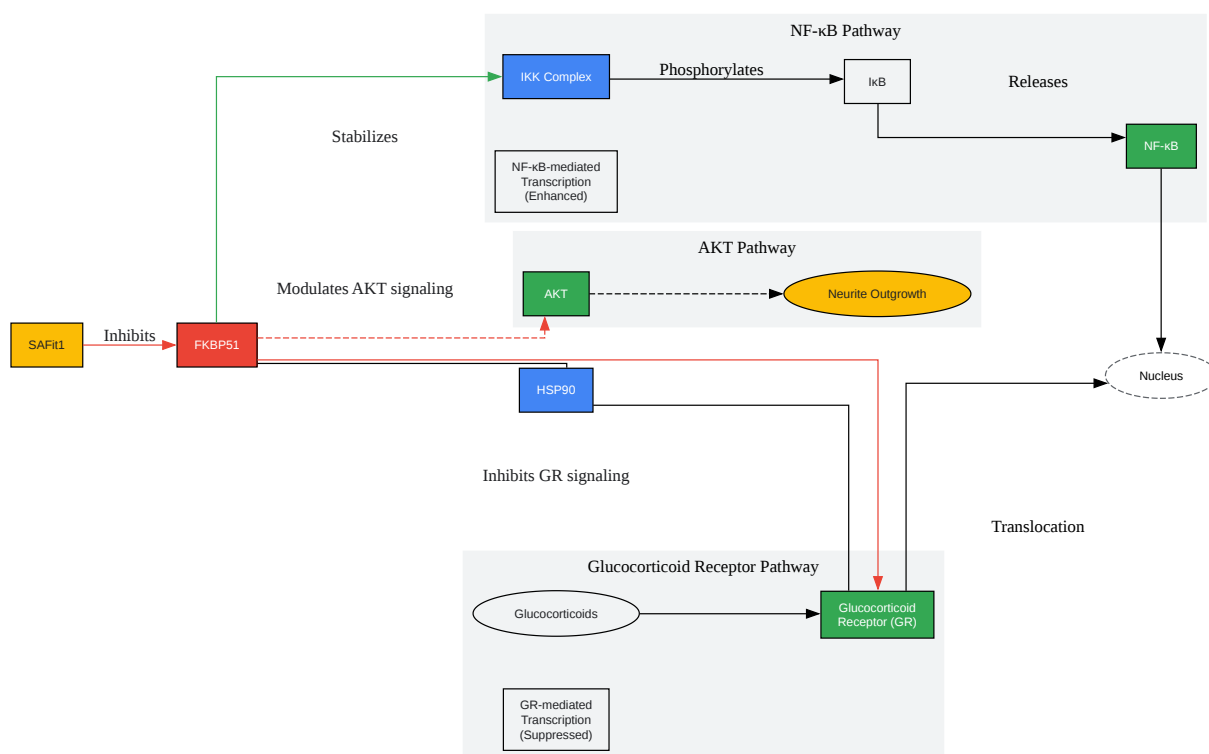 NF-κB Pathway
IKK Complex
Phosphorylates
IκB
Releases
Stabilizes
NF-κB
NF-κB-mediated
Transcription
(Enhanced)
AKT Pathway
Modulates AKT signaling
AKT
Neurite Outgrowth
SAFit1
Inhibits
FKBP51
HSP90
Nucleus
Inhibits GR signaling
Translocation
Glucocorticoid Receptor Pathway
Glucocorticoids
Glucocorticoid
Receptor (GR)
GR-mediated
Transcription
(Suppressed)